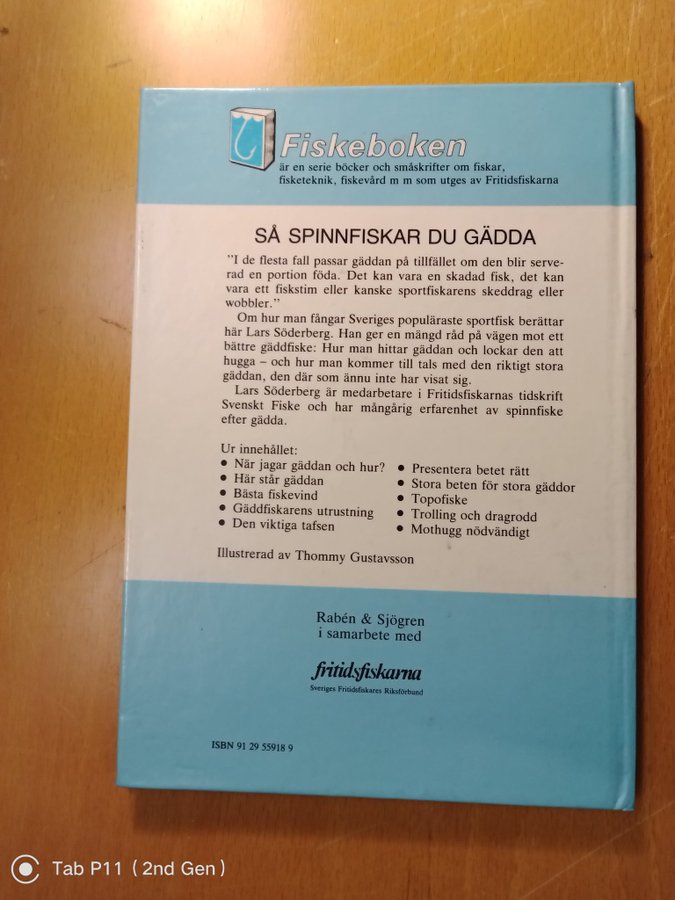 Fiskeboken
är en serie böcker och småskrifter om fiskar,
fisketeknik, fiskevård m m som utges av Fritidsfiskarna
SÅ SPINNFISKAR DU GÄDDA
"I de flesta fall passar gäddan på tillfället om den blir serve-
rad en portion föda. Det kan vara en skadad fisk, det kan
vara ett fiskstim eller kanske sportfiskarens skeddrag eller
wobbler."
Om hur man fångar Sveriges populäraste sportfisk berättar
här Lars Söderberg. Han ger en mängd råd på vägen mot ett
bättre gäddfiske: Hur man hittar gäddan och lockar den att
hugga – och hur man kommer till tals med den riktigt stora
gäddan, den där som ännu inte har visat sig.
Lars Söderberg är medarbetare i Fritidsfiskarnas tidskrift
Svenskt Fiske och har mångårig erfarenhet av spinnfiske
efter gädda.
Ur innehållet:
• När jagar gäddan och hur?
• Här står gäddan
• Bästa fiskevind
• Gäddfiskarens utrustning
• Den viktiga tafsen
• Presentera betet rätt
• Stora beten för stora gäddor
• Topofiske
• Trolling och dragrodd
• Mothugg nödvändigt
Illustrerad av Thommy Gustavsson
Rabén & Sjögren
i samarbete med
fritidsfiskarna
Sveriges Fritidsfiskares Riksförbund
ISBN 91 29 55918 9
Tab P11 (2nd Gen)